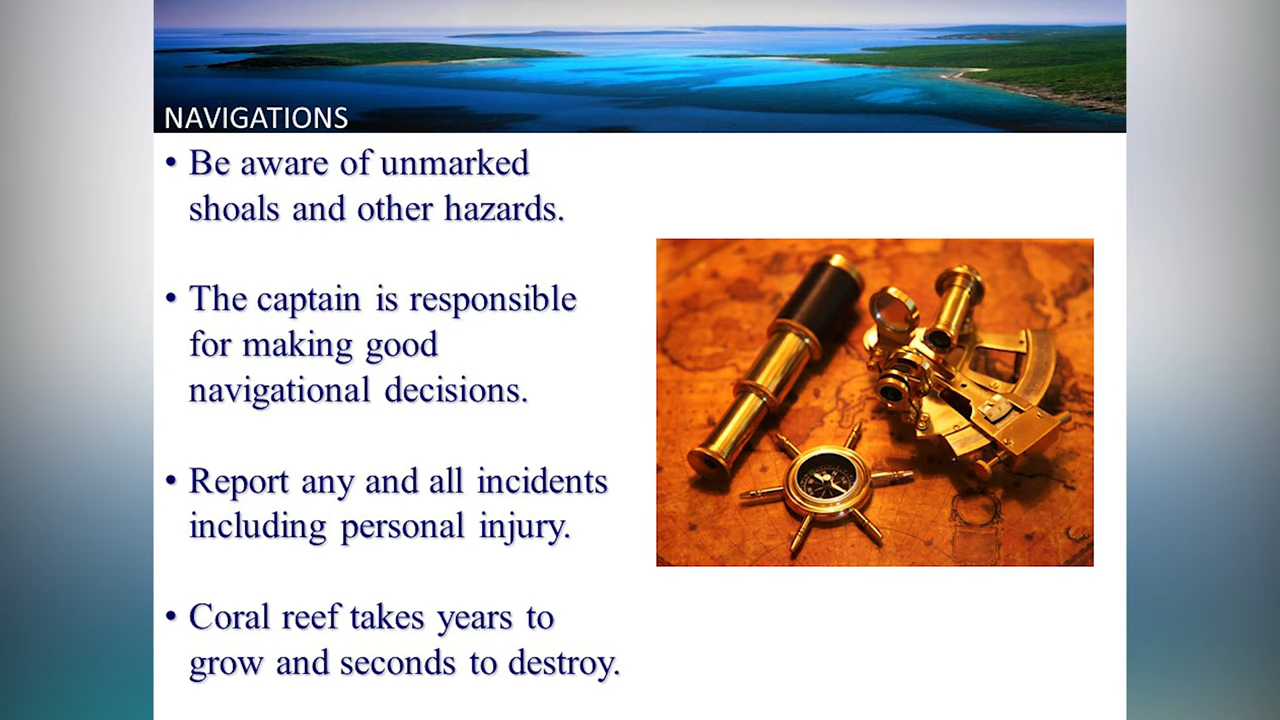 NAVIGATIONS
• Be aware of unmarked
shoals and other hazards.
• The captain is responsible
for making good
navigational decisions.
• Report any and all incidents
including personal injury.
• Coral reef takes years to
grow and seconds to destroy.